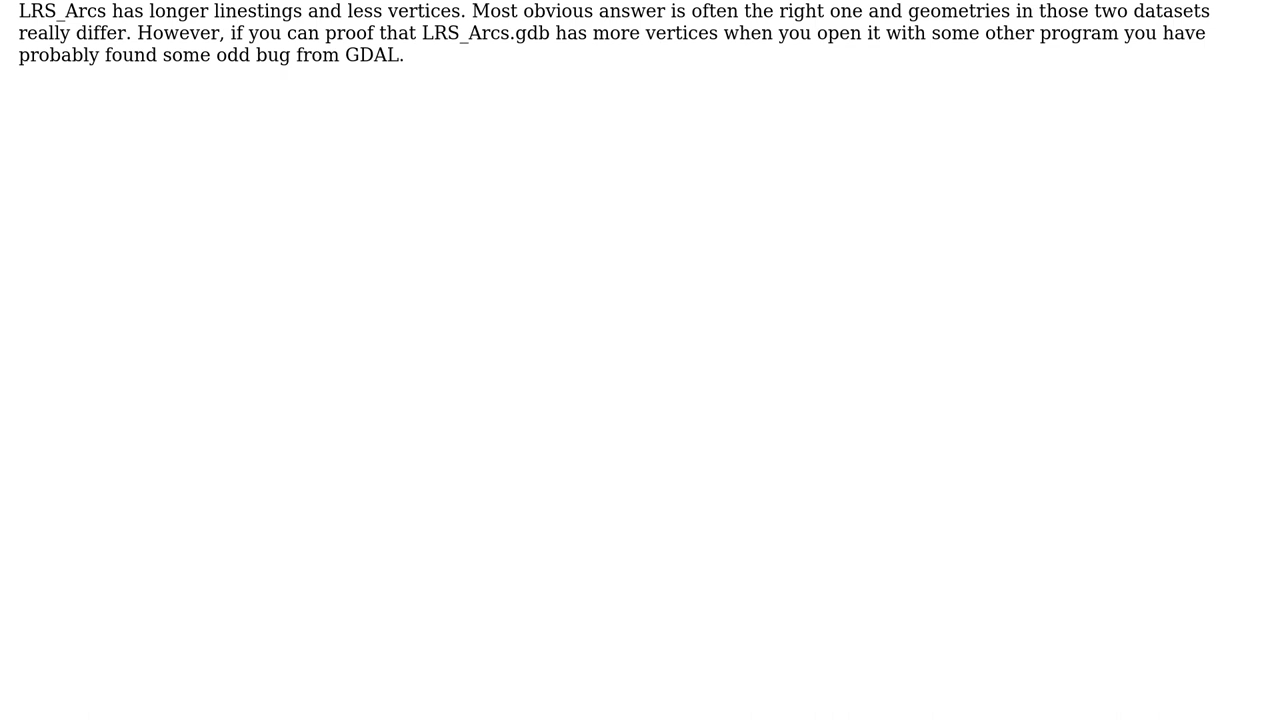 LRS_Arcs has longer linestings and less vertices. Most obvious answer is often the right one and geometries in those two datasets
really differ. However, if you can proof that LRS_Arcs.gdb has more vertices when you open it with some other program you have
probably found some odd bug from GDAL.